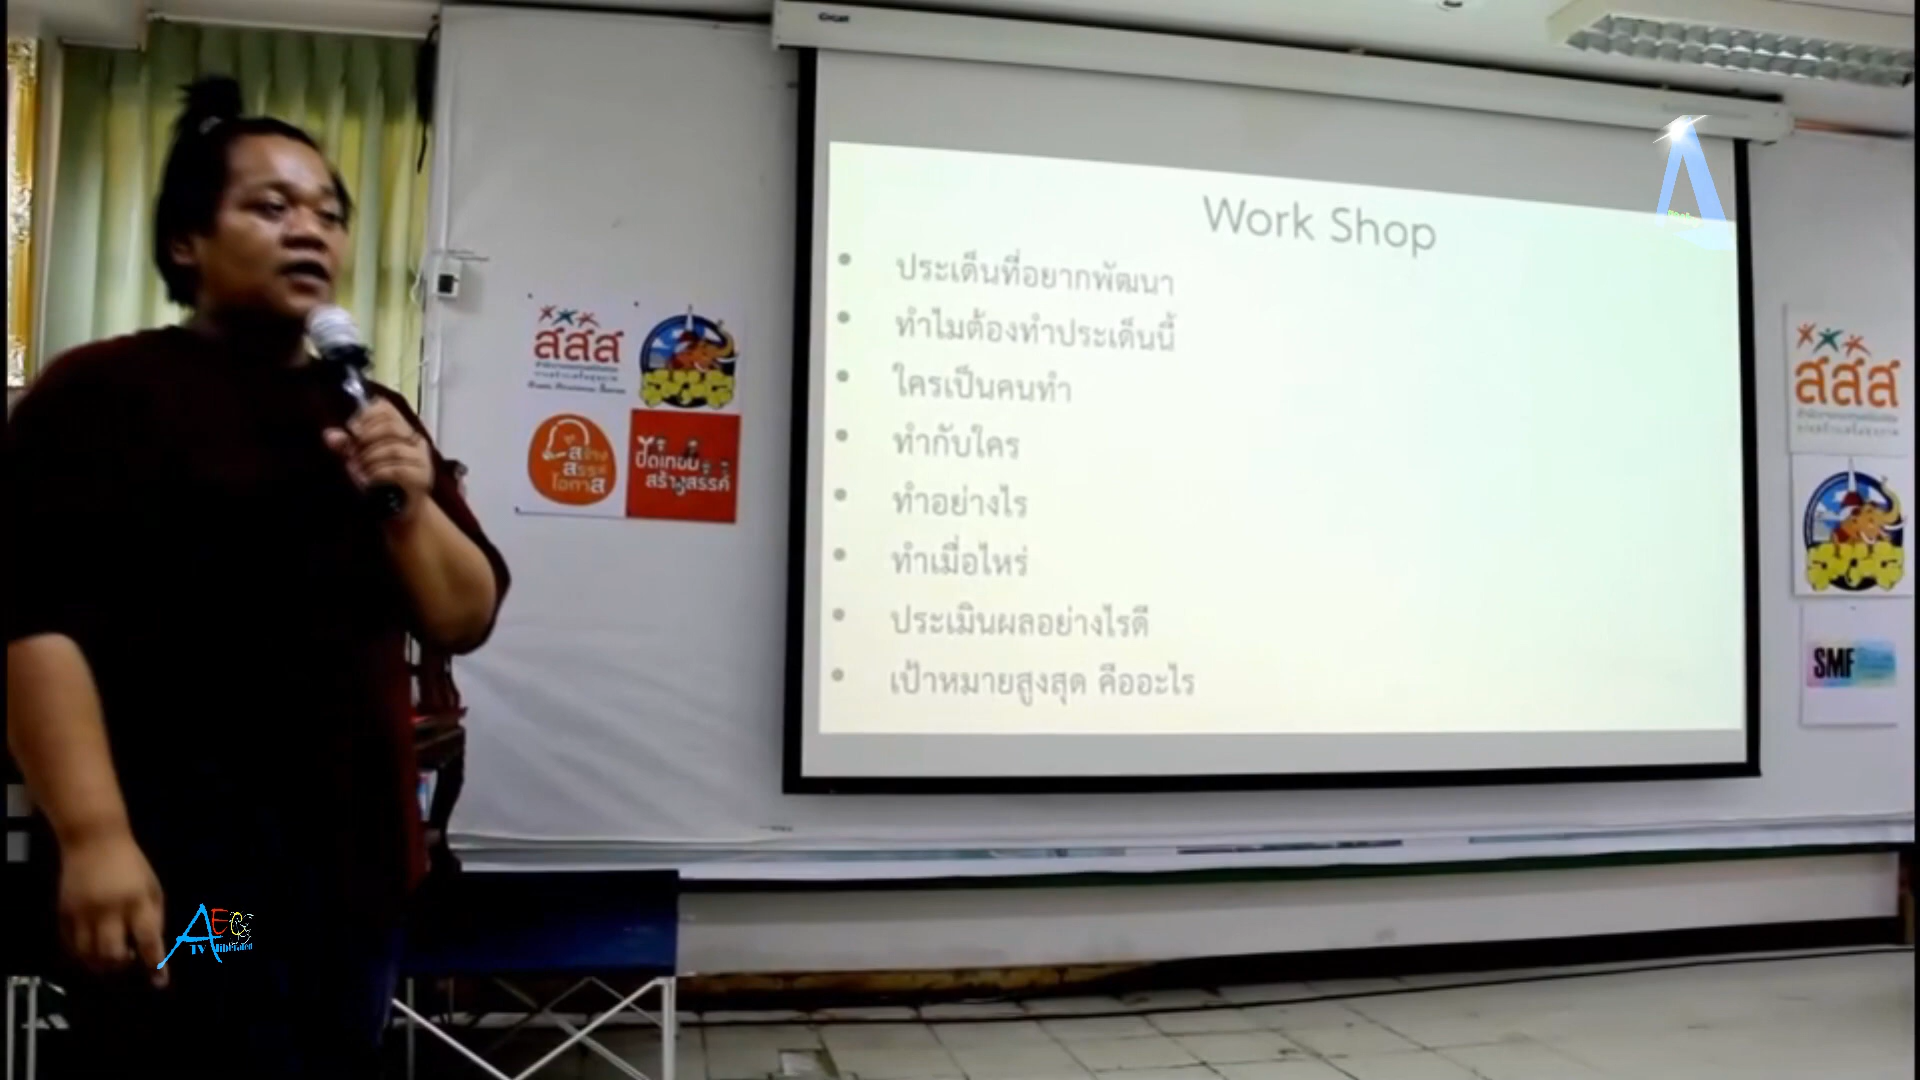 Work Shop
ประเด็นที่อยากพัฒนา
ทำไมต้องทำประเด็นนี้
ใครเป็นคนทำ
ทำกับใคร
ทำอย่างไร
ทำเมื่อไหร่
ประเมินผลอย่างไรดี
เป้าหมายสูงสุด คืออะไร
สสส
สร้าง
สรรค์
โอกาส
สร้างสรรค์
สสส
SMF
AEC
TV